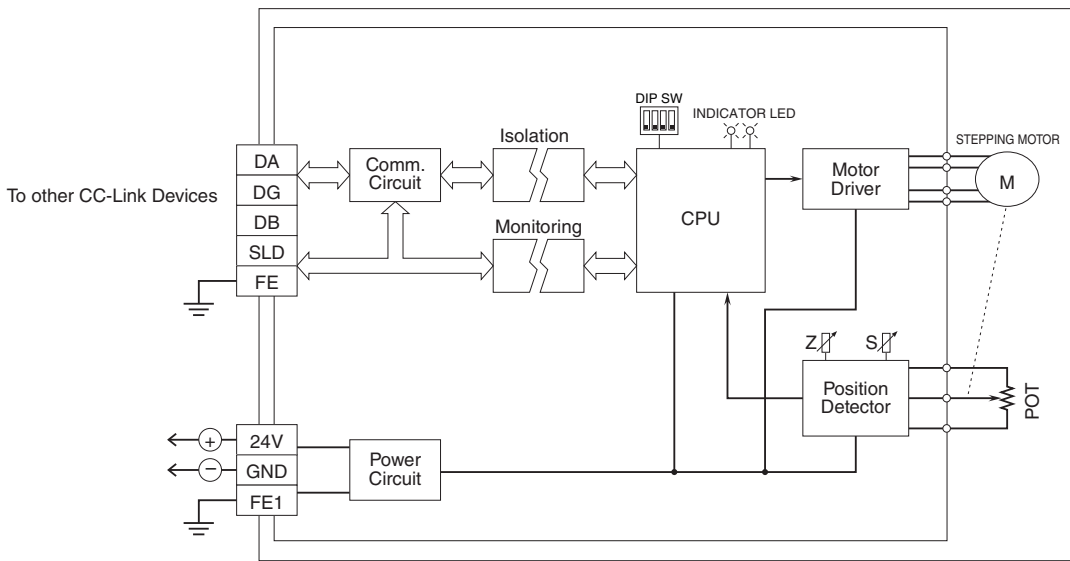 DIP SW
INDICATOR LED
Isolation
STEPPING MOTOR
DA
DG
DB
SLD
FE
To other CC-Link Devices
Comm.
Circuit
CPU
Motor
Driver
M
Monitoring
Z
S
Position
Detector
POT
+
24V
−
GND
FE1
Power
Circuit